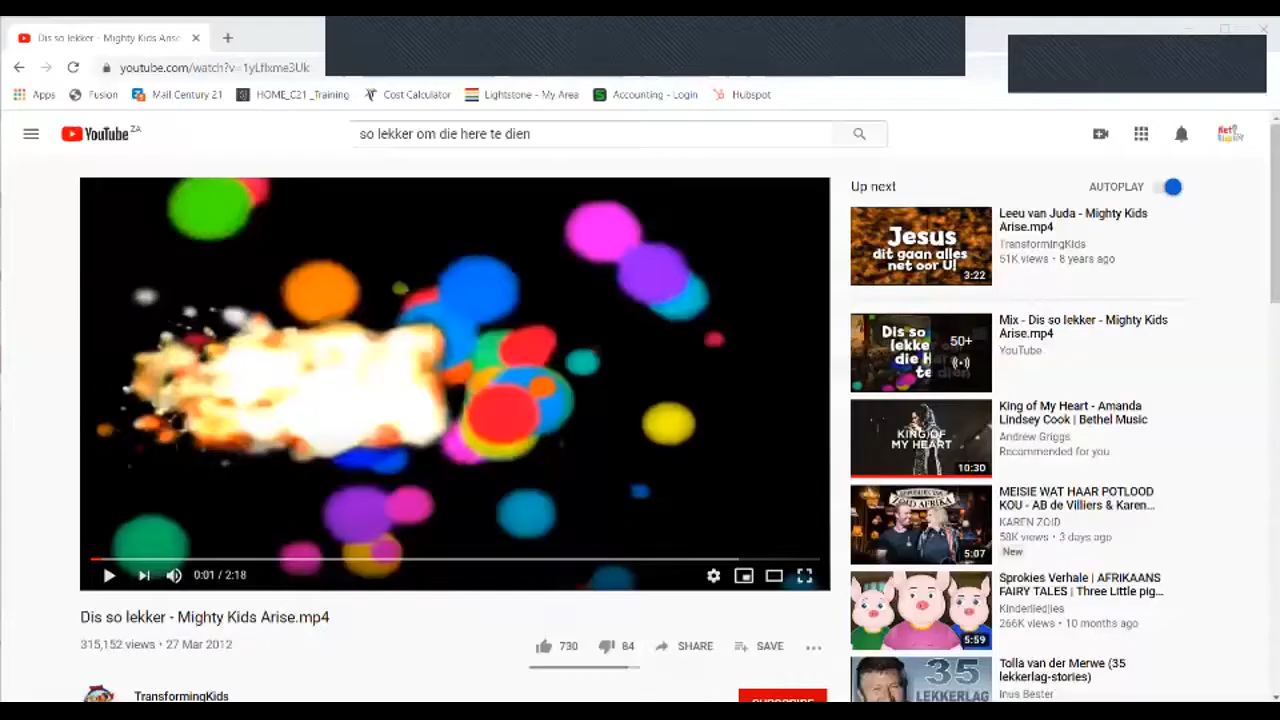 Dis so lekker - Mighty Kids Arise
youtube.com/watch?v=1yLflxme3Uk
Apps Fusion Mail Century 21 HOME_C21_Training Cost Calculator Lightstone - My Area Accounting - Login Hubspot
YouTube ZA
so lekker om die here te dien
Up next AUTOPLAY
Jesus
dit gaan alles
net oor U!
3:22
Leeu van Juda - Mighty Kids
Arise.mp4
TransformingKids
51K views • 8 years ago
Dis so
lekke
die H
te dien
50+
Mix - Dis so lekker - Mighty Kids
Arise.mp4
YouTube
KING OF
MY HEART
10:30
King of My Heart - Amanda
Lindsey Cook | Bethel Music
Andrew Griggs
Recommended for you
5:07
MEISIE WAT HAAR POTLOOD
KOU - AB de Villiers & Karen...
KAREN ZOID
58K views • 3 days ago
New
5:59
Sprokies Verhale | AFRIKAANS
FAIRY TALES | Three Little pig...
Kinderliedjies
266K views • 10 months ago
35
LEKKERLAG
Tolla van der Merwe (35
lekkerlag-stories)
Inus Bester
0:01 / 2:18
Dis so lekker - Mighty Kids Arise.mp4
315,152 views • 27 Mar 2012
730 84 SHARE SAVE
TransformingKids
SUBSCRIBE